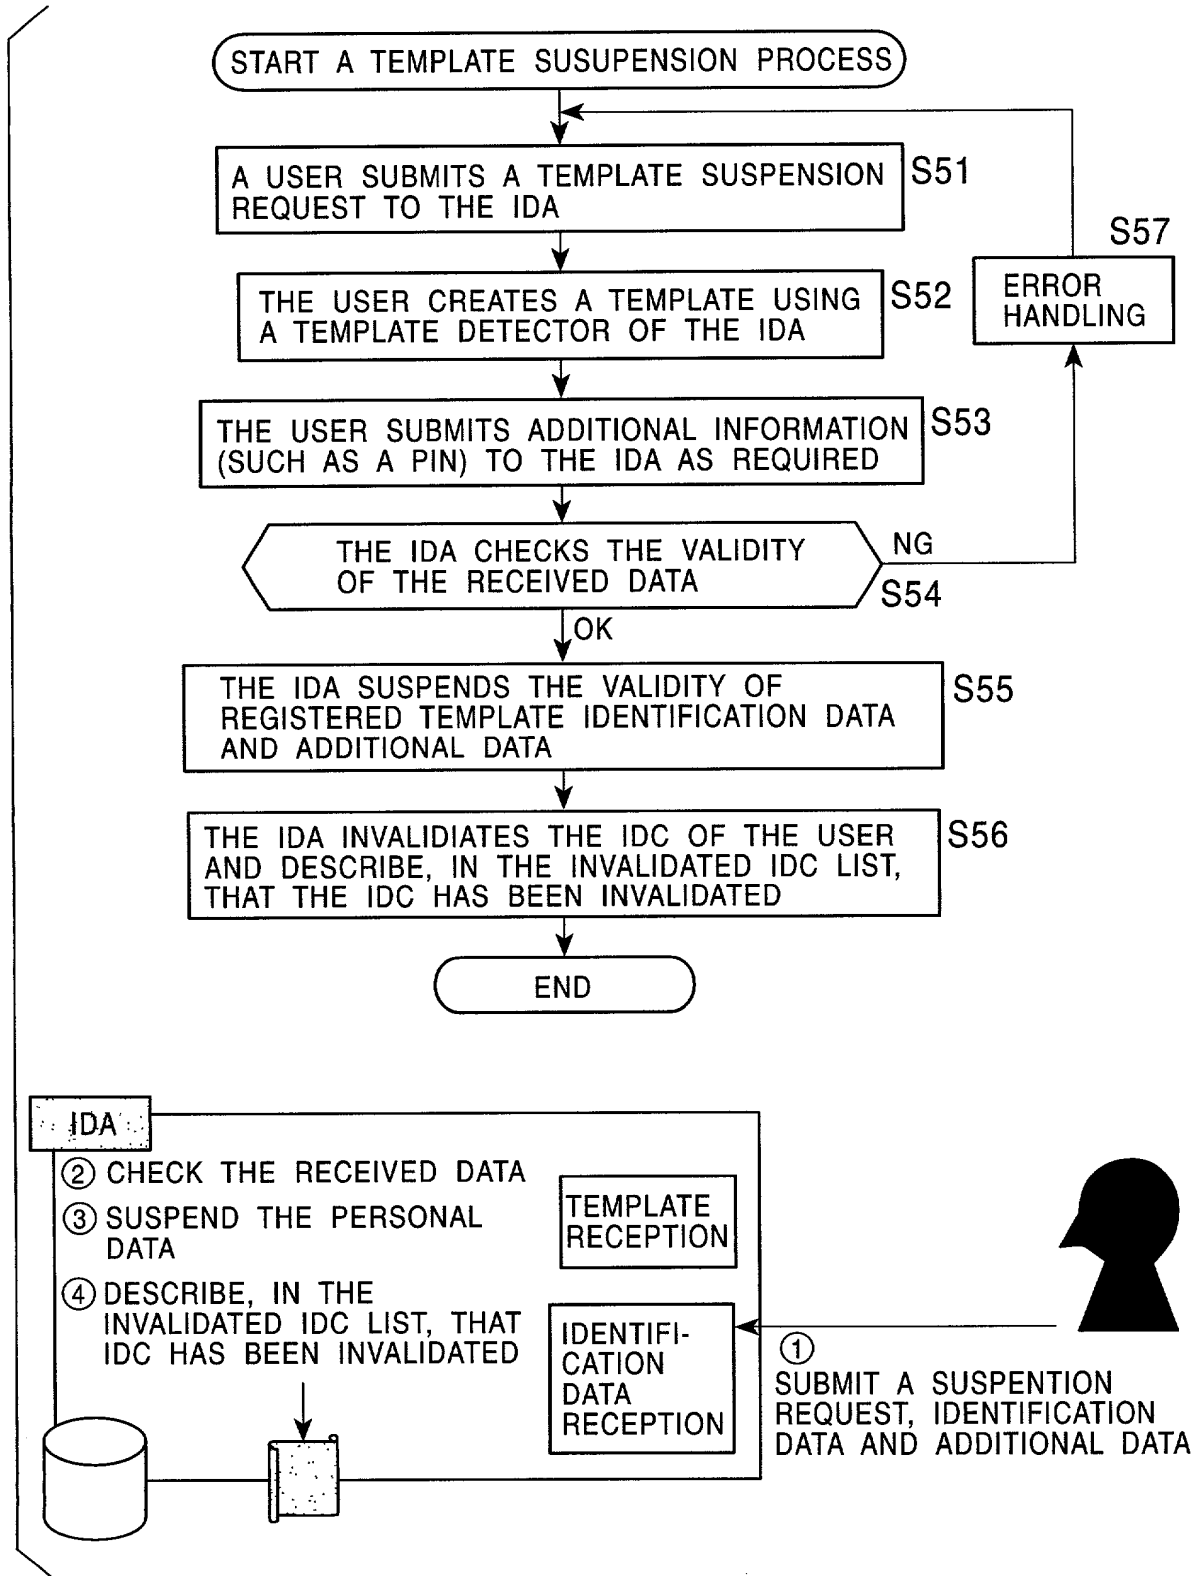 START A TEMPLATE SUSUPENSION PROCESS
A USER SUBMITS A TEMPLATE SUSPENSION
REQUEST TO THE IDA
S51
S57
ERROR
HANDLING
THE USER CREATES A TEMPLATE USING
A TEMPLATE DETECTOR OF THE IDA
S52
THE USER SUBMITS ADDITIONAL INFORMATION
(SUCH AS A PIN) TO THE IDA AS REQUIRED
S53
THE IDA CHECKS THE VALIDITY
OF THE RECEIVED DATA
NG
S54
OK
THE IDA SUSPENDS THE VALIDITY OF
REGISTERED TEMPLATE IDENTIFICATION DATA
AND ADDITIONAL DATA
S55
THE IDA INVALIDIATES THE IDC OF THE USER
AND DESCRIBE, IN THE INVALIDATED IDC LIST,
THAT THE IDC HAS BEEN INVALIDATED
S56
END
IDA
② CHECK THE RECEIVED DATA
③ SUSPEND THE PERSONAL
DATA
④ DESCRIBE, IN THE
INVALIDATED IDC LIST, THAT
IDC HAS BEEN INVALIDATED
TEMPLATE
RECEPTION
IDENTIFI-
CATION
DATA
RECEPTION
①
SUBMIT A SUSPENTION
REQUEST, IDENTIFICATION
DATA AND ADDITIONAL DATA